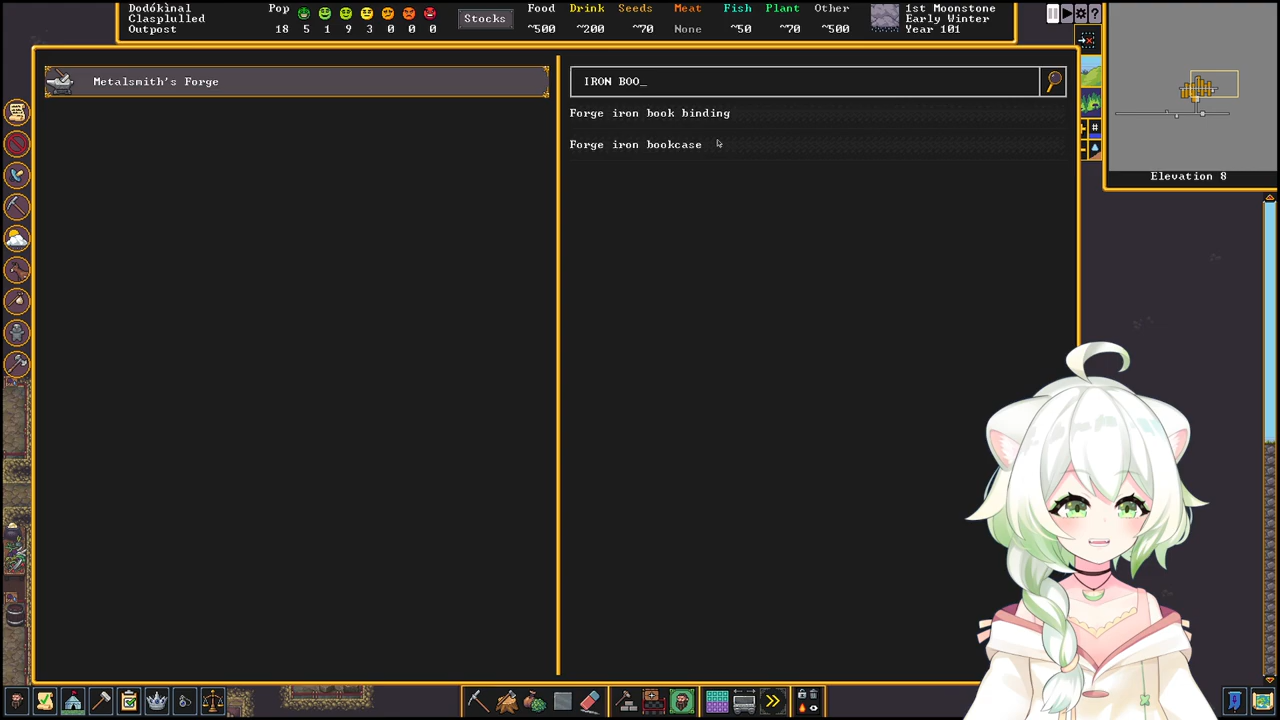 Dodókinal
Clasplulled
Outpost
Pop
18 5 1 9 3 0 0 0
Stocks
Food Drink Seeds Meat Fish Plant Other
~500 ~200 ~70 None ~50 ~70 ~500
1st Moonstone
Early Winter
Year 101
Elevation 8
Metalsmith's Forge
IRON BOO_
Forge iron book binding
Forge iron bookcase